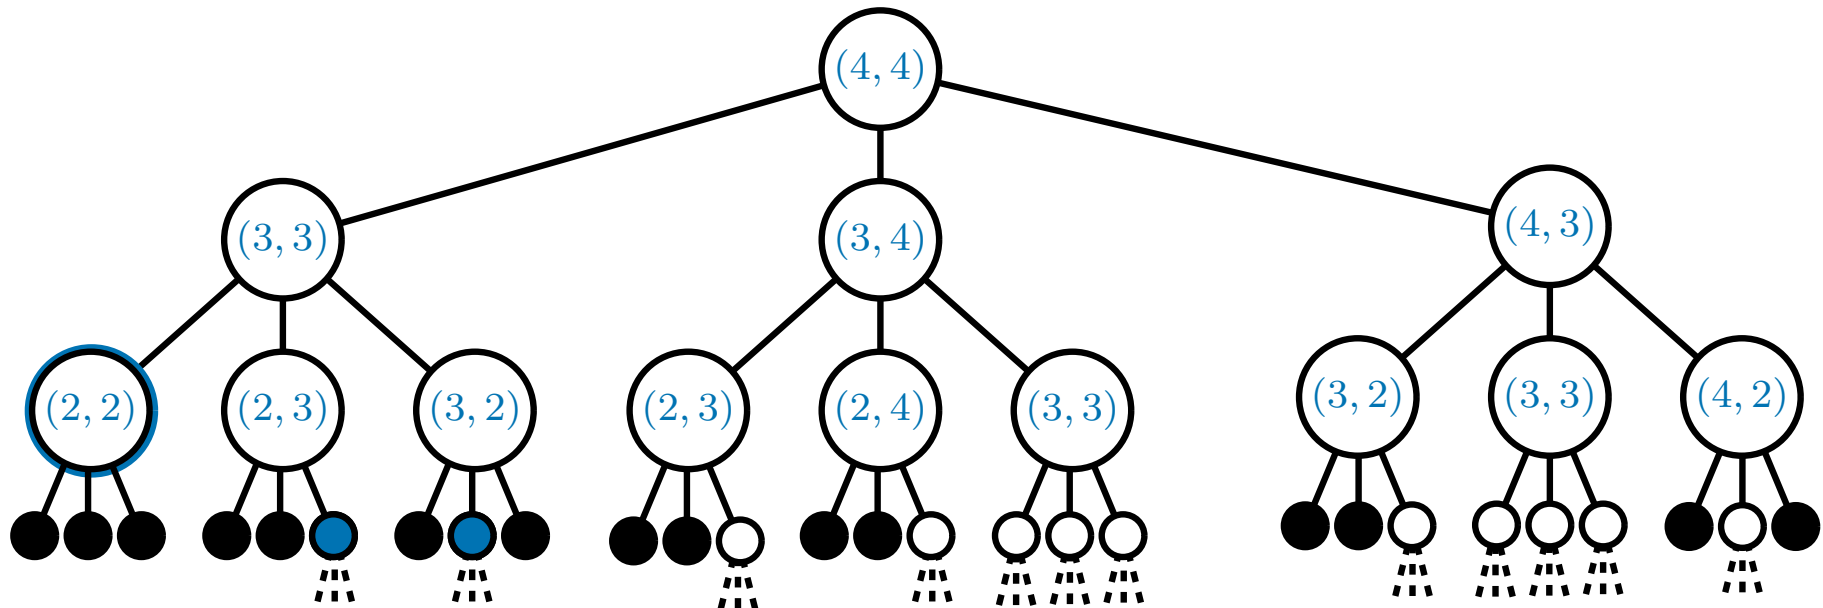 (4, 4)
(3, 3) (3, 4) (4, 3)
(2, 2) (2, 3) (3, 2) (2, 3) (2, 4) (3, 3) (3, 2) (3, 3) (4, 2)